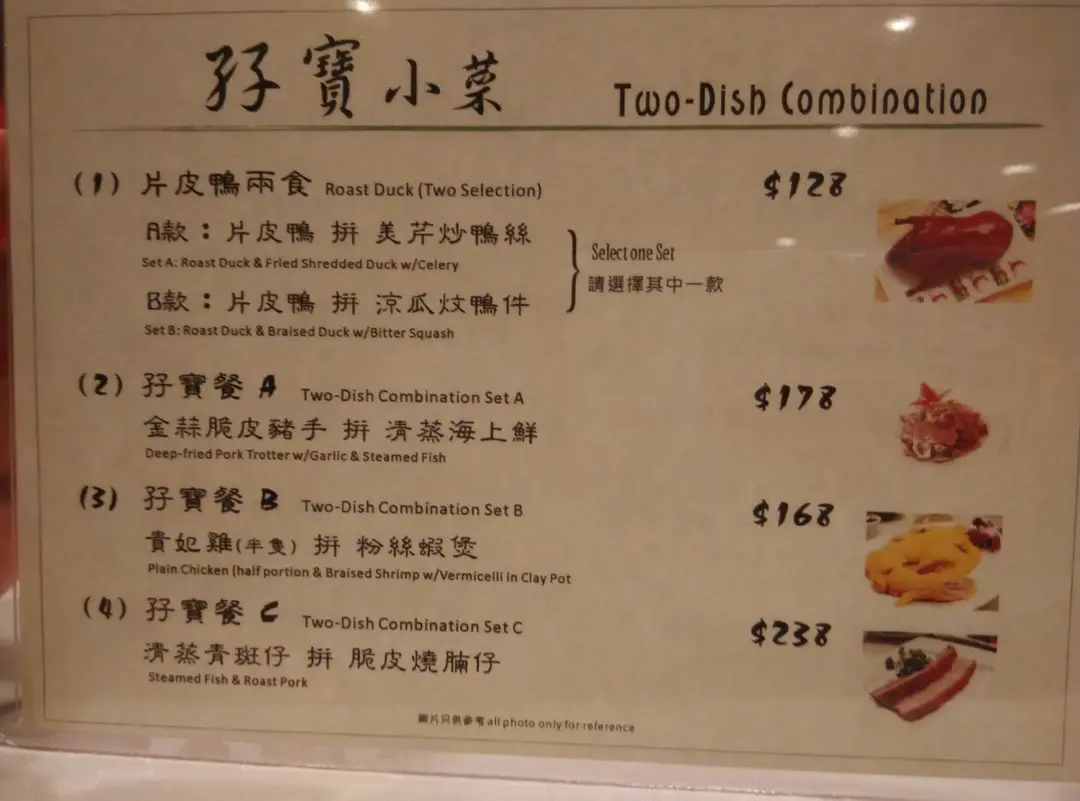 孖寶小菜 Two-Dish Combination
(1) 片皮鴨兩食 Roast Duck (Two Selection) $128
A款：片皮鴨 拼 美芹炒鴨絲
Set A: Roast Duck & Fried Shredded Duck w/Celery
Select one Set
請選擇其中一款
B款：片皮鴨 拼 涼瓜炆鴨件
Set B: Roast Duck & Braised Duck w/Bitter Squash
(2) 孖寶餐 A Two-Dish Combination Set A $178
金蒜脆皮豬手 拼 清蒸海上鮮
Deep-fried Pork Trotter w/Garlic & Steamed Fish
(3) 孖寶餐 B Two-Dish Combination Set B $168
貴妃雞(半隻) 拼 粉絲蝦煲
Plain Chicken (half portion & Braised Shrimp w/Vermicelli in Clay Pot
(4) 孖寶餐 C Two-Dish Combination Set C $238
清蒸青斑仔 拼 脆皮燒腩仔
Steamed Fish & Roast Pork
圖片只供參考 all photo only for reference